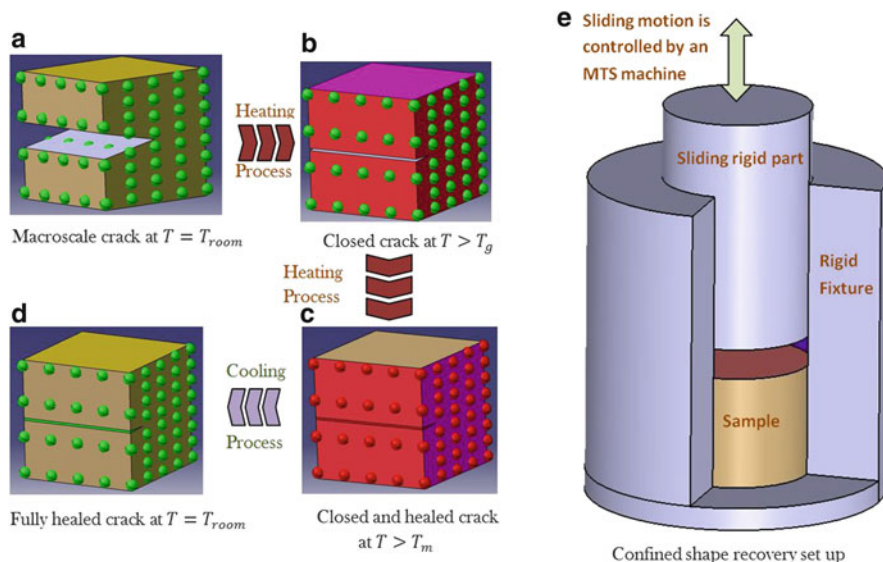 a
Heating
Process
Macroscale crack at T = T_room
b
Closed crack at T > T_g
Heating
Process
d
Cooling
Process
Fully healed crack at T = T_room
c
Closed and healed crack
at T > T_m
e
Sliding motion is
controlled by an
MTS machine
Sliding rigid part
Rigid
Fixture
Sample
Confined shape recovery set up